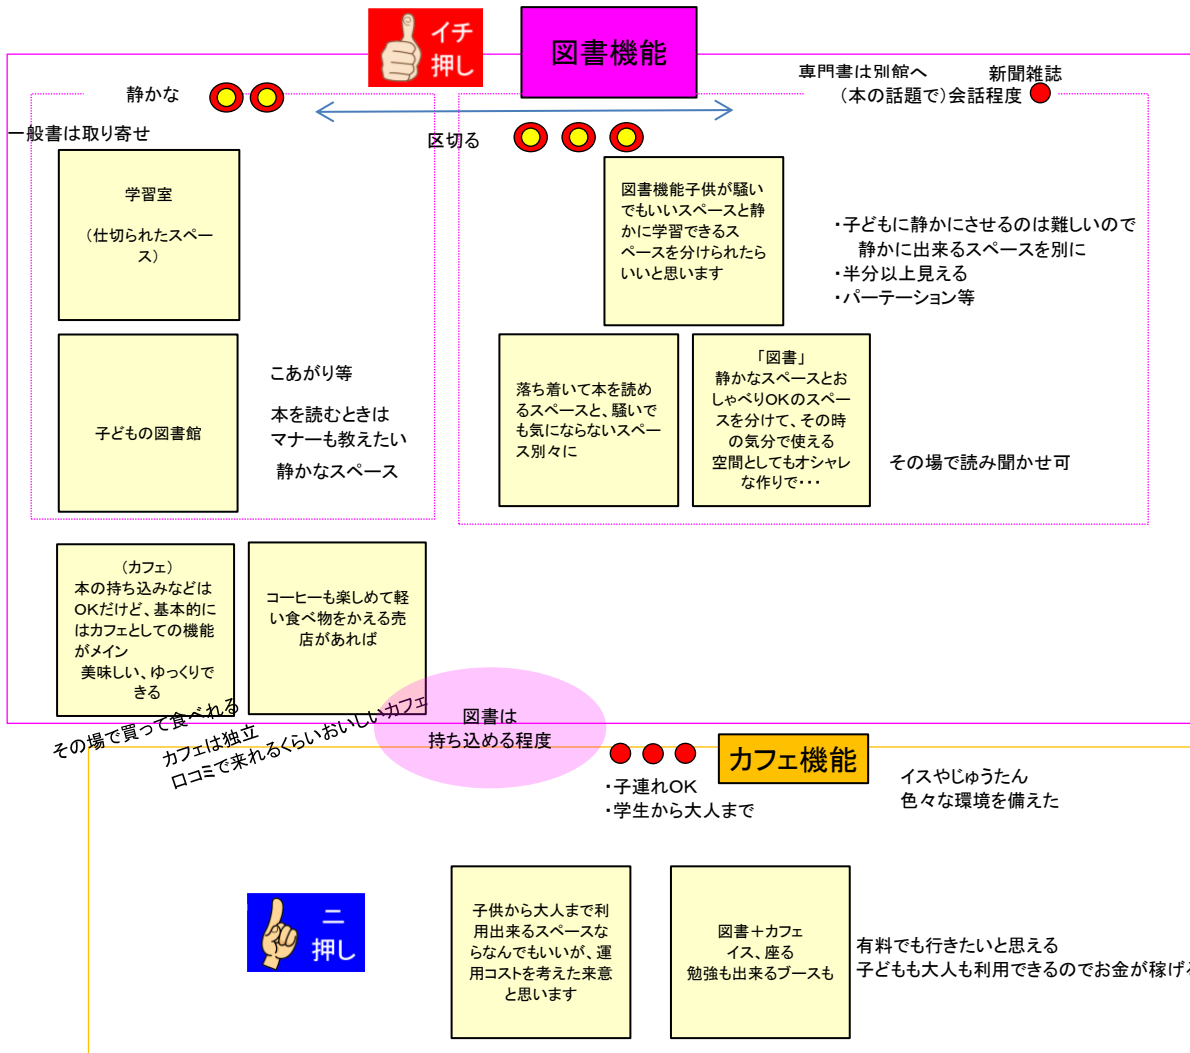 イチ
押し
図書機能
静かな
専門書は別館へ
新聞雑誌
（本の話題で）会話程度
一般書は取り寄せ
区切る
学習室
（仕切られたスペー
ス）
図書機能子供が騒い
でもいいスペースと静
かに学習できるス
ペースを分けられたら
いいと思います
・子どもに静かにさせるのは難しいので
静かに出来るスペースを別に
・半分以上見える
・パーテーション等
子どもの図書館
こあがり等
本を読むときは
マナーも教えたい
静かなスペース
落ち着いて本を読め
るスペースと、騒いで
も気にならないスペー
ス別々に
「図書」
静かなスペースとお
しゃべりOKのスペー
スを分けて、その時
の気分で使える
空間としてもオシャレ
な作りで・・・
その場で読み聞かせ可
（カフェ）
本の持ち込みなどは
OKだけど、基本的に
はカフェとしての機能
がメイン
美味しい、ゆっくりで
きる
コーヒーも楽しめて軽
い食べ物をかえる売
店があれば
その場で買って食べれる
カフェは独立
口コミで来れるくらいおいしいカフェ
図書は
持ち込める程度
カフェ機能
・子連れOK
・学生から大人まで
イスやじゅうたん
色々な環境を備えた
ニ
押し
子供から大人まで利
用出来るスペースな
らなんでもいいが、運
用コストを考えた来意
と思います
図書＋カフェ
イス、座る
勉強も出来るブースも
有料でも行きたいと思える
子どもも大人も利用できるのでお金が稼げる